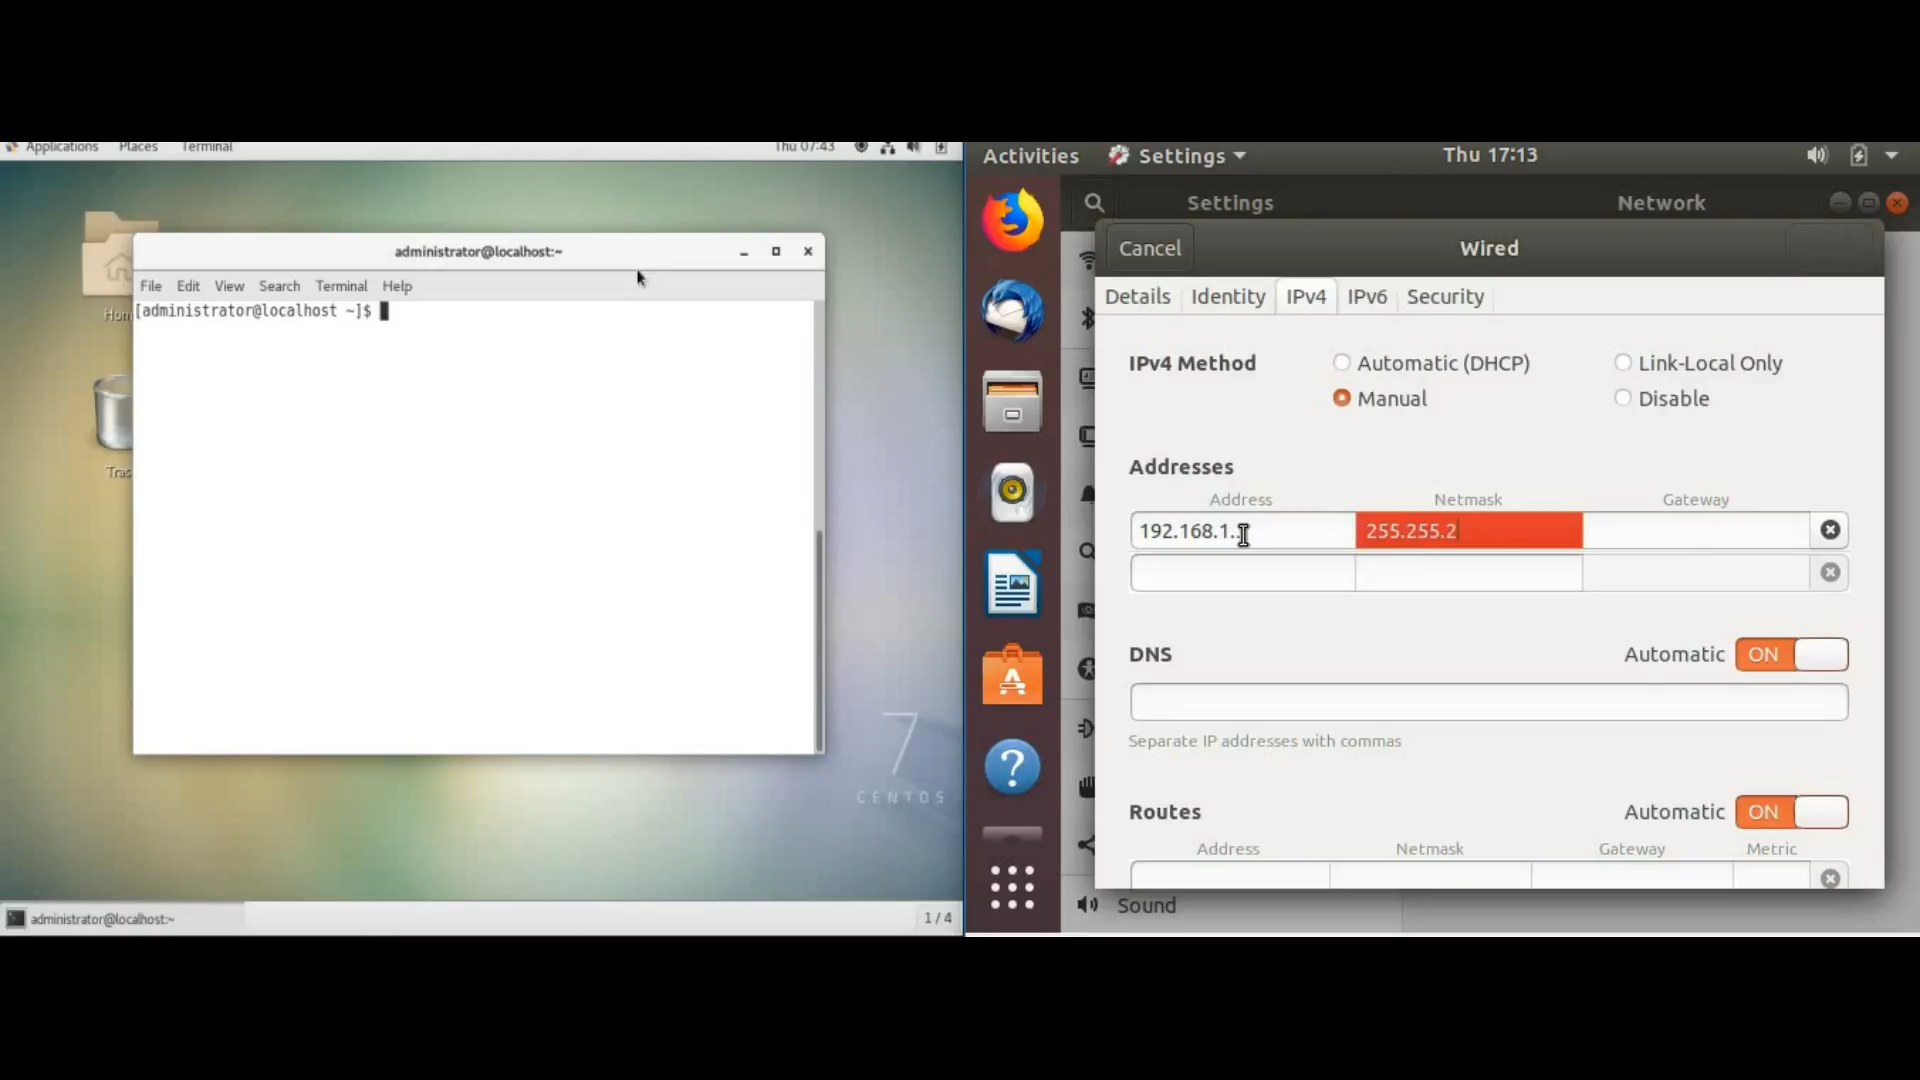 Applications Places Terminal Thu 07:43
administrator@localhost:~
File Edit View Search Terminal Help
[administrator@localhost ~]$
7
CENTOS
administrator@localhost:~ 1 / 4
Activities Settings Thu 17:13
Settings Network
Cancel Wired
Details Identity IPv4 IPv6 Security
IPv4 Method Automatic (DHCP) Link-Local Only
Manual Disable
Addresses
Address Netmask Gateway
255.255.2
DNS Automatic ON
Separate IP addresses with commas
Routes Automatic ON
Address Netmask Gateway Metric
Sound